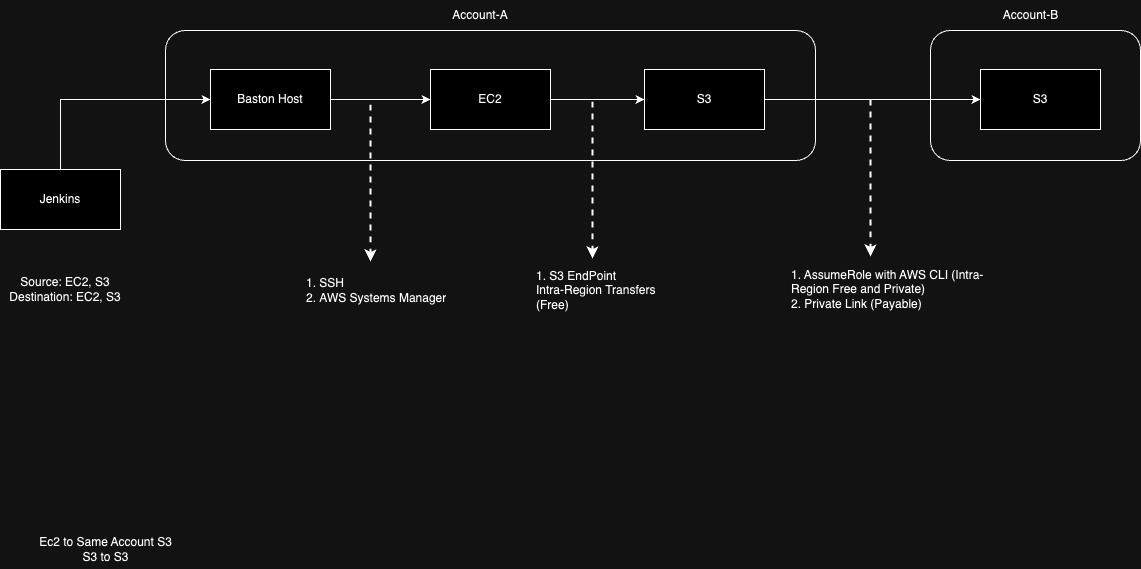 Account-A
Account-B
Baston Host
EC2
S3
S3
Jenkins
Source: EC2, S3
Destination: EC2, S3
1. SSH
2. AWS Systems Manager
1. S3 EndPoint
Intra-Region Transfers
(Free)
1. AssumeRole with AWS CLI (Intra-
Region Free and Private)
2. Private Link (Payable)
Ec2 to Same Account S3
S3 to S3